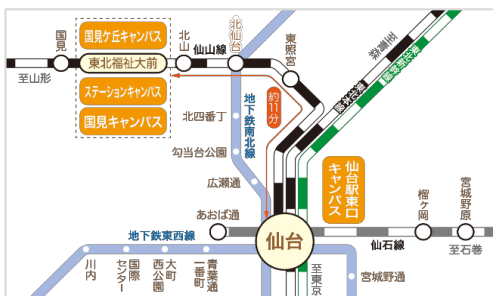 国見
国見ケ丘キャンパス
東北福祉大前
ステーションキャンパス
国見キャンパス
北山
仙山線
北仙台
東照宮
至山形
至青森
東北本線
東北新幹線
約11分
地下鉄南北線
北四番丁
勾当台公園
広瀬通
仙台駅東口
キャンパス
あおば通
仙台
仙石線
榴ヶ岡
宮城野原
至石巻
地下鉄東西線
川内
国際
センター
大町
西公園
青葉通
一番町
至東京
宮城野通